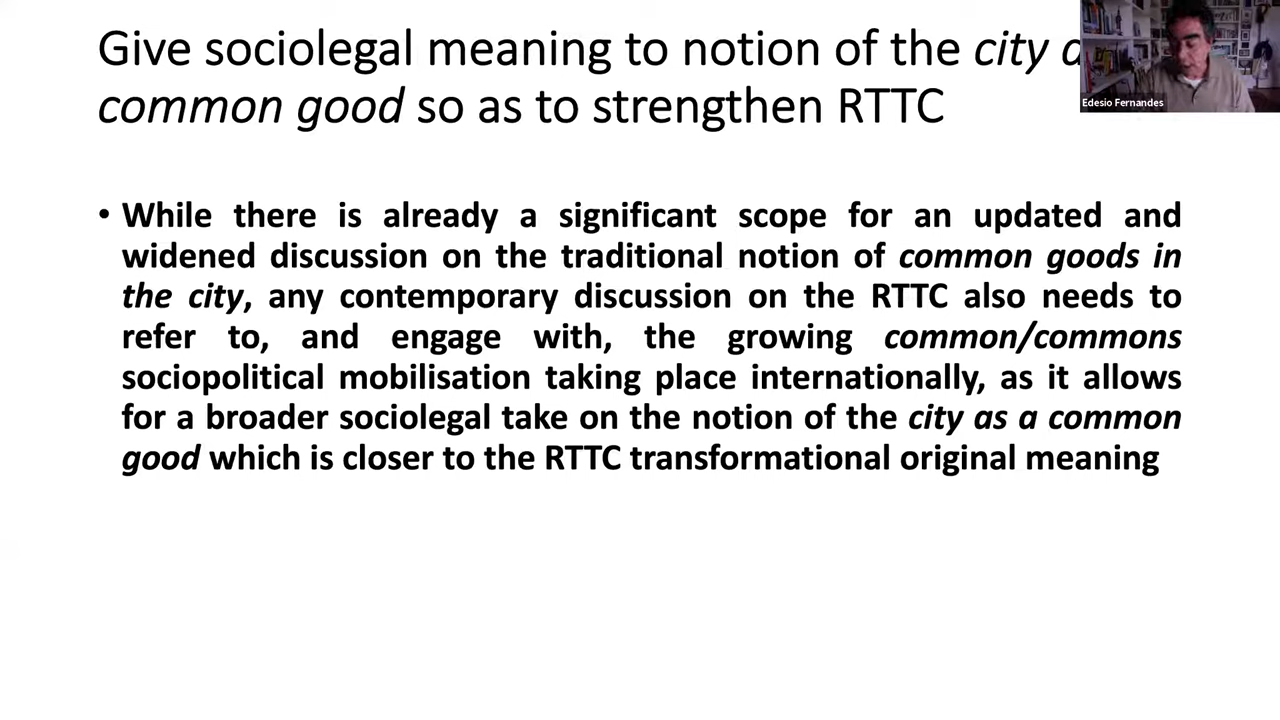 Give sociolegal meaning to notion of the city
common good so as to strengthen RTTC
Edesio Fernandes
• While there is already a significant scope for an updated and
widened discussion on the traditional notion of common goods in
the city, any contemporary discussion on the RTTC also needs to
refer to, and engage with, the growing common/commons
sociopolitical mobilisation taking place internationally, as it allows
for a broader sociolegal take on the notion of the city as a common
good which is closer to the RTTC transformational original meaning